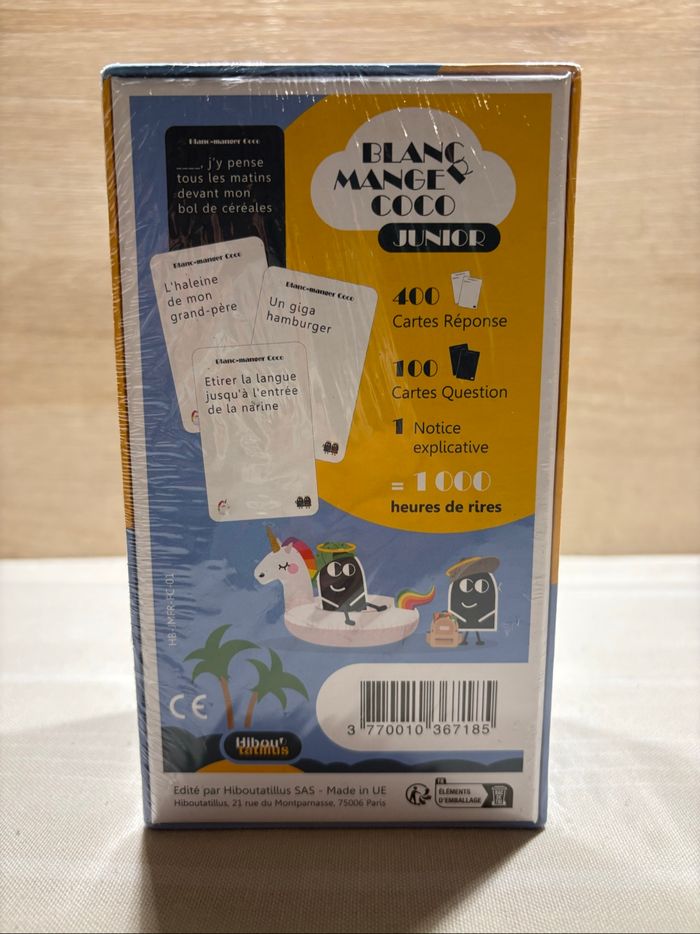 Blanc-manger Coco
____, j'y pense
tous les matins
devant mon
bol de céréales
Blanc-manger Coco
L'haleine
de mon
grand-père
Blanc-manger Coco
Un giga
hamburger
Blanc-manger Coco
Etirer la langue
jusqu'à l'entrée
de la narine
BLANC
MANGER
COCO
JUNIOR
400
Cartes Réponse
100
Cartes Question
1 Notice
explicative
= 1 000
heures de rires
CE
Hibou
tatillus
3 770010 367185
Edité par Hiboutatillus SAS - Made in UE
Hiboutatillus, 21 rue du Montparnasse, 75006 Paris
FR
ÉLÉMENTS
D'EMBALLAGE